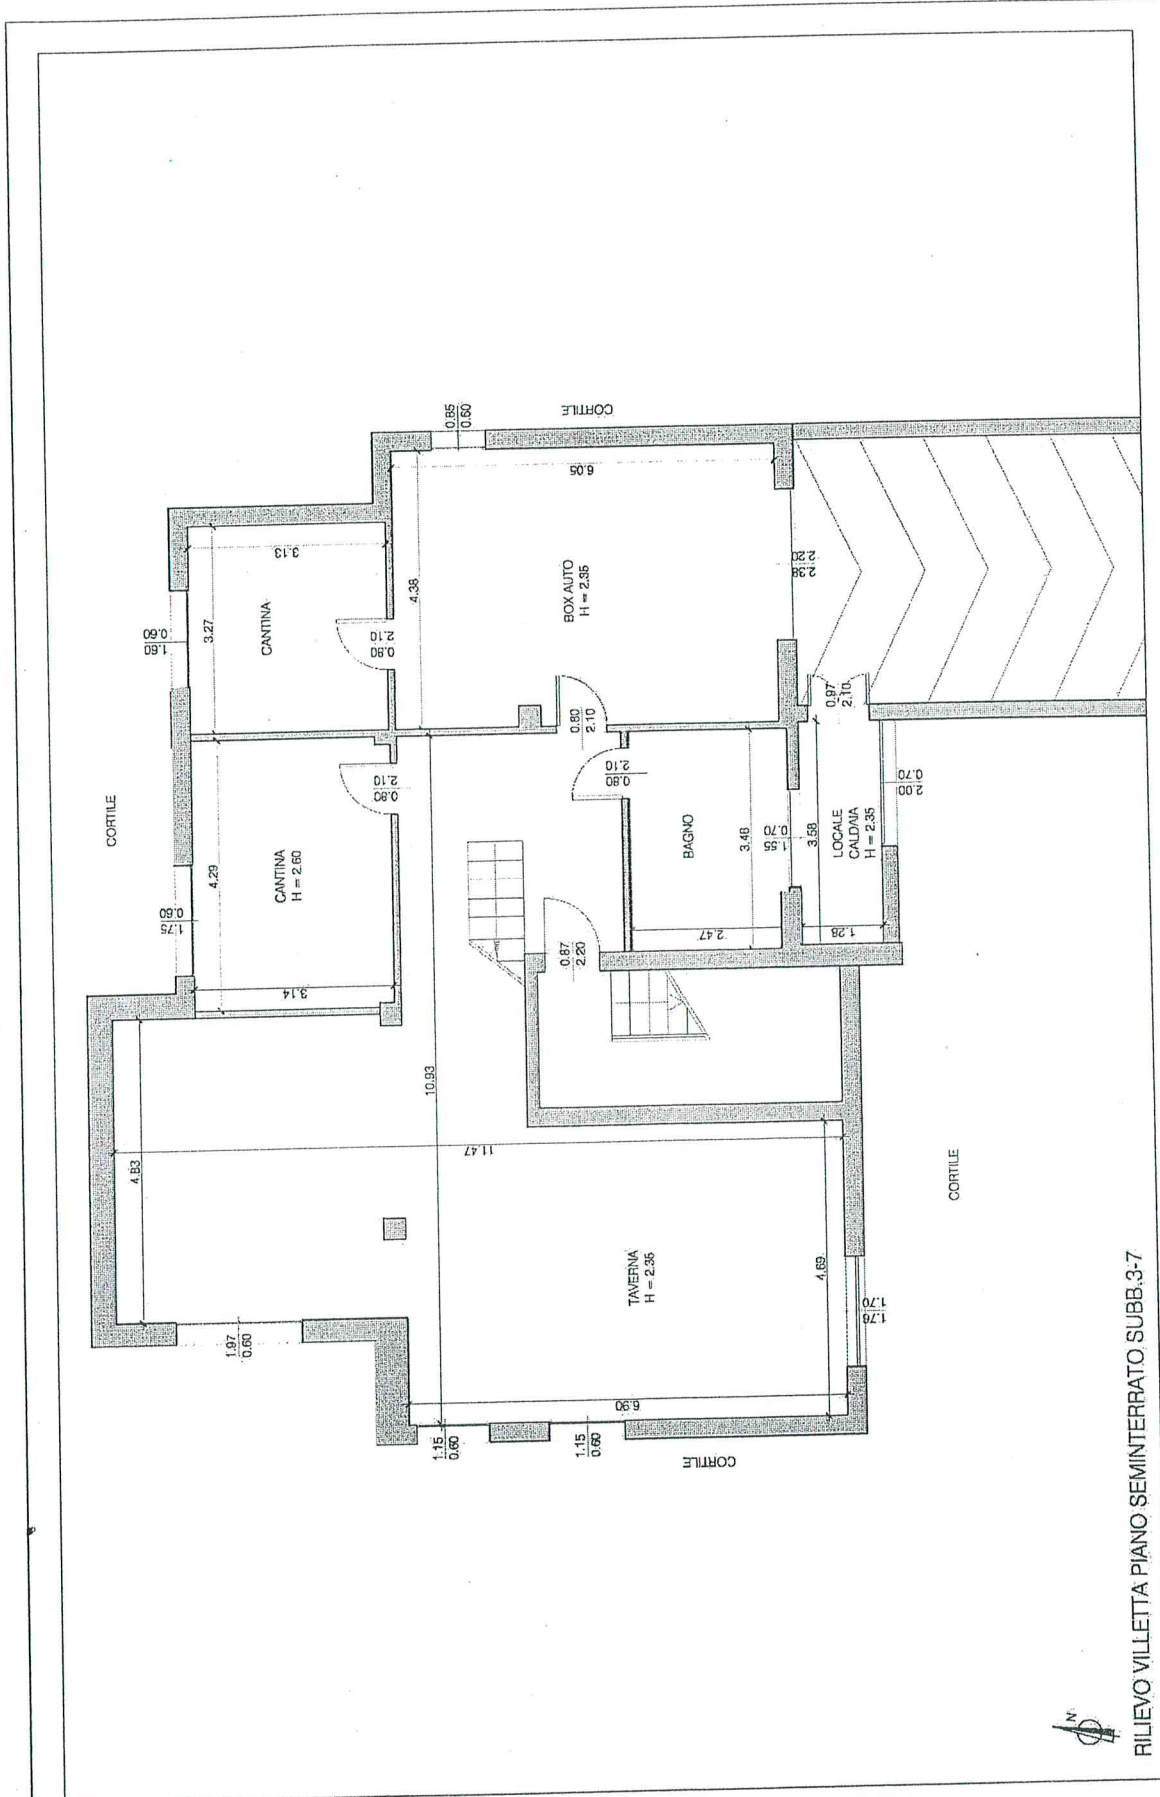 CORTILE
1.75
0.60
1.60
0.60
4.83
4.29
3.27
CANTINA
H = 2.60
CANTINA
3.14
3.13
1.97
0.60
0.80
2.10
0.80
2.10
4.38
0.85
0.60
10.93
11.47
1.15
0.60
1.15
0.60
CORTILE
6.90
TAVERNA
H = 2.35
0.87
2.20
0.80
2.10
0.80
2.10
BOX AUTO
H = 2.35
6.05
CORTILE
BAGNO
2.47
3.48
1.55
0.70
2.38
2.20
4.69
3.58
1.28
LOCALE
CALDAIA
H = 2.35
0.97
2.10
1.76
1.70
2.00
0.70
CORTILE
N
RILIEVO VILLETTA PIANO SEMINTERRATO SUBB.3-7